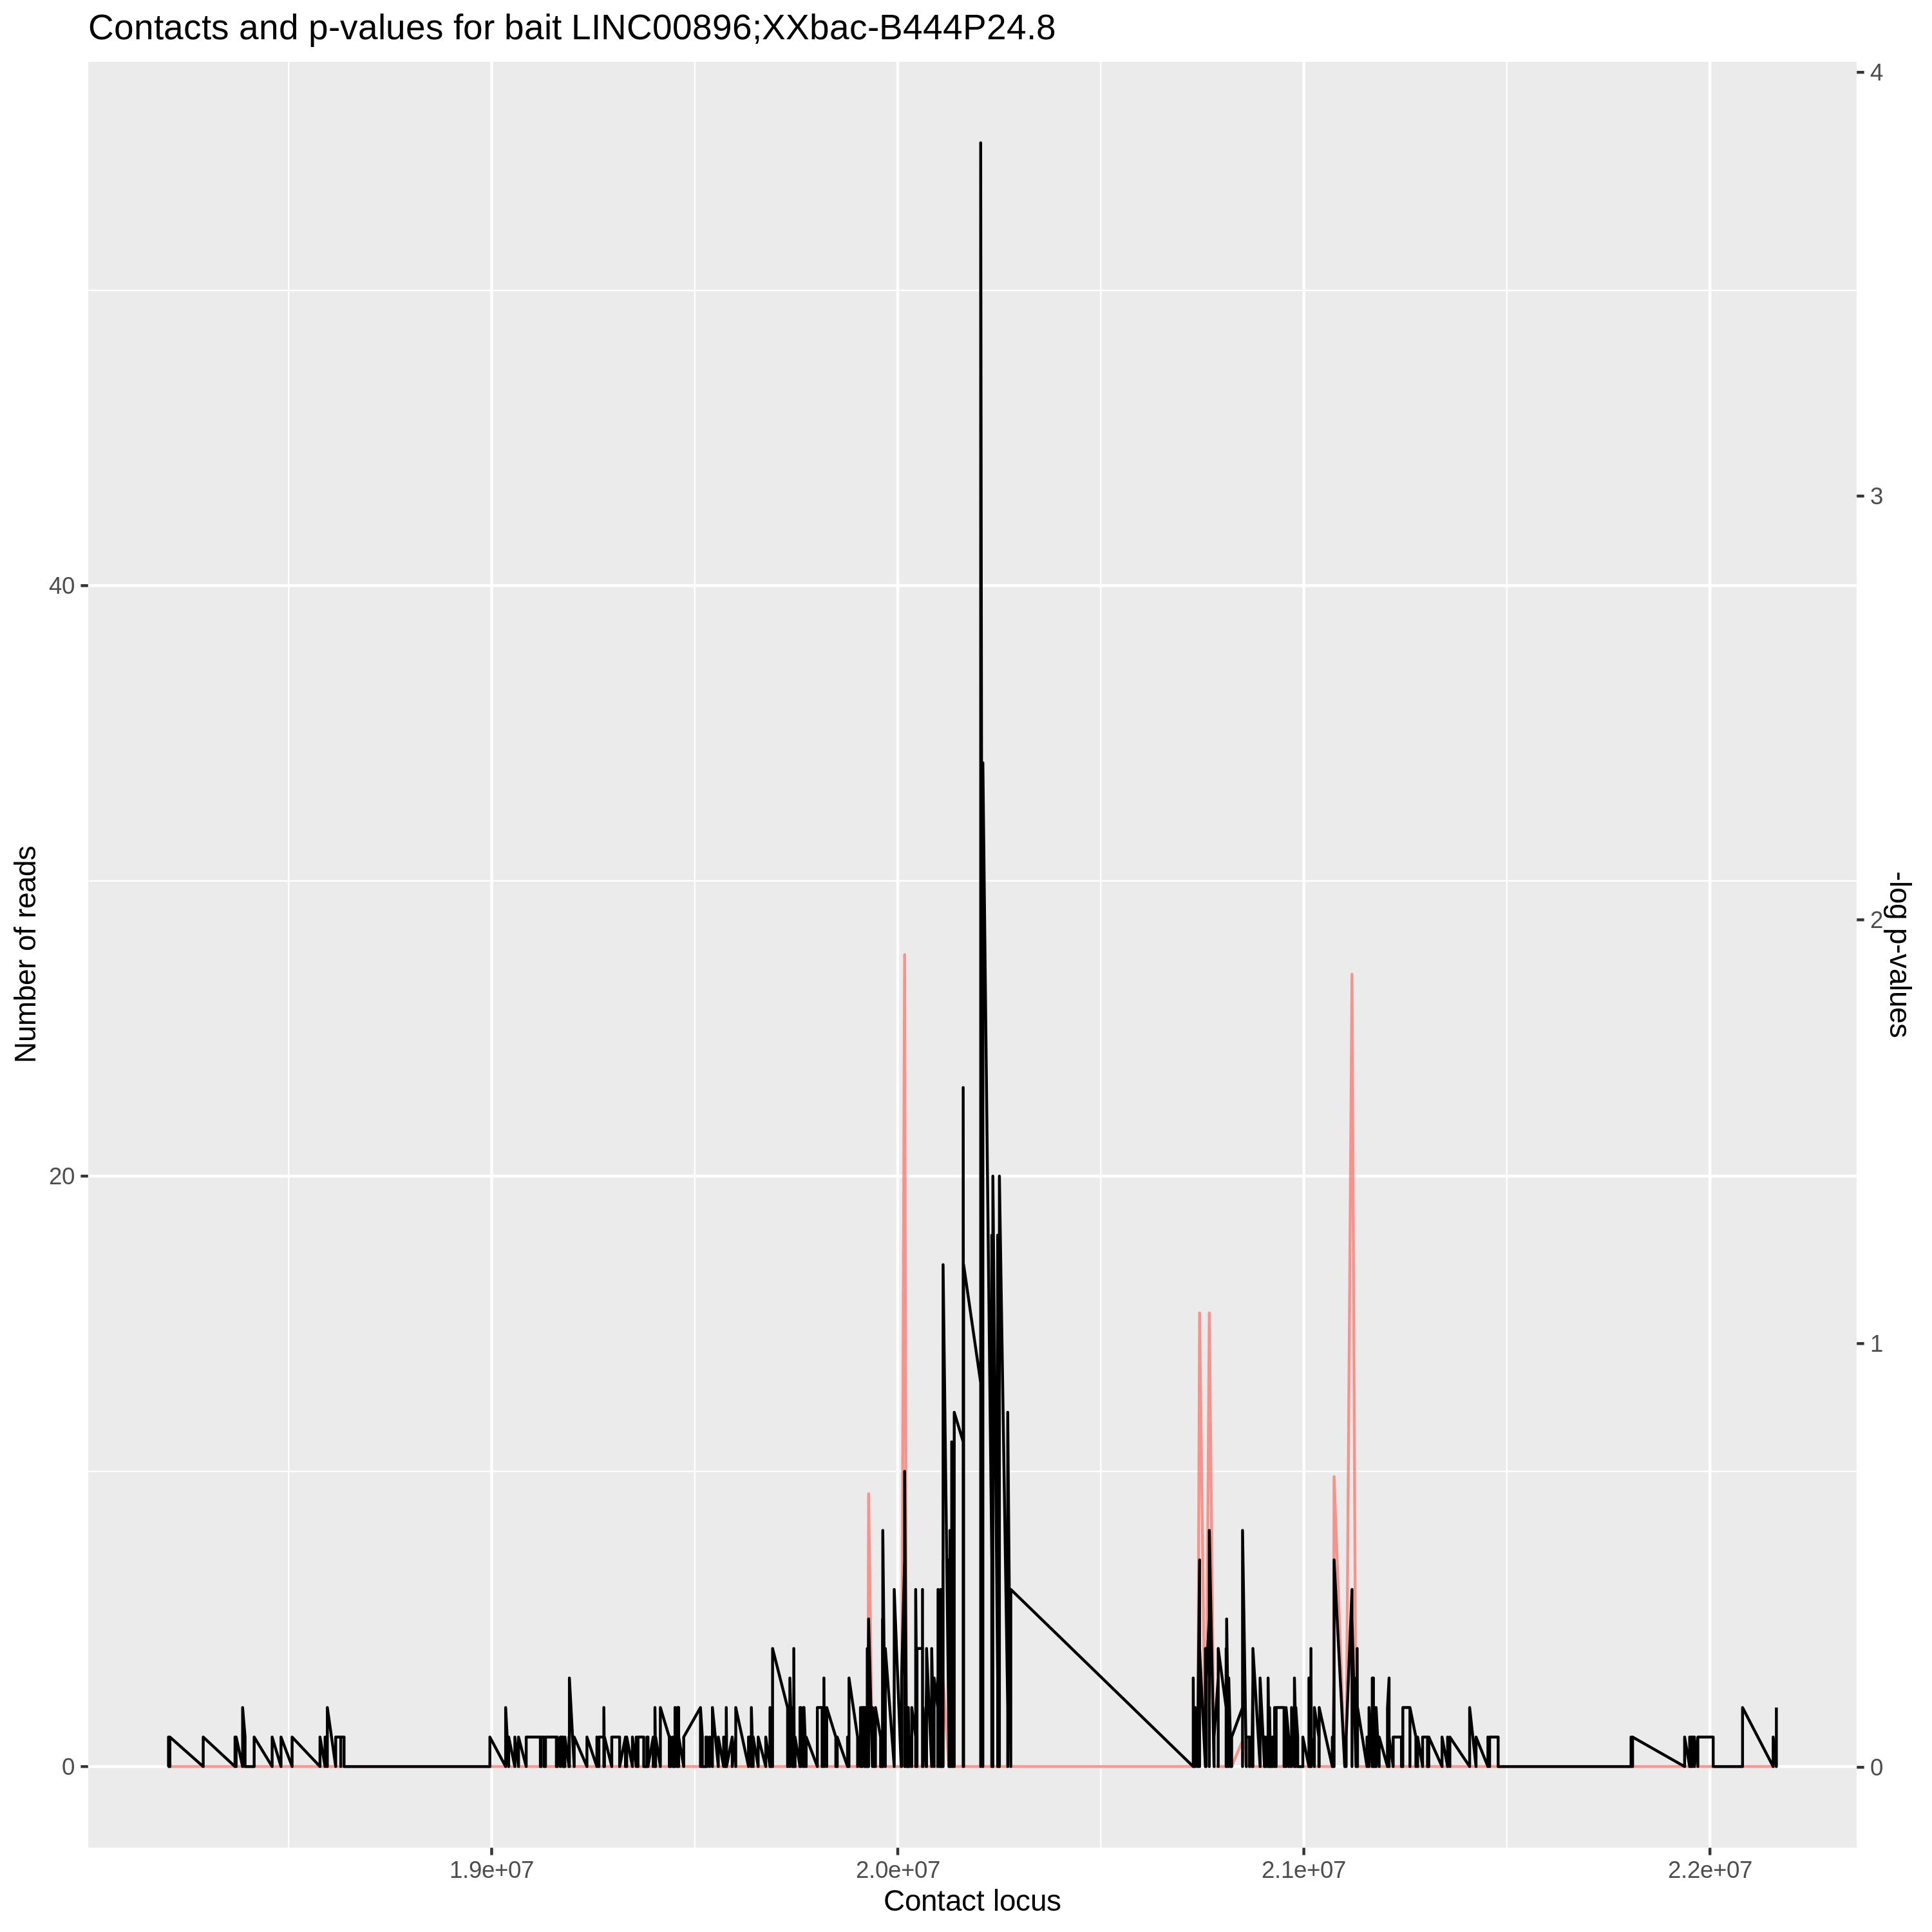 Contacts and p-values for bait LINC00896;XXbac-B444P24.8
4
3
2
1
0
-log p-values
40
20
0
Number of reads
1.9e+07 2.0e+07 2.1e+07 2.2e+07
Contact locus